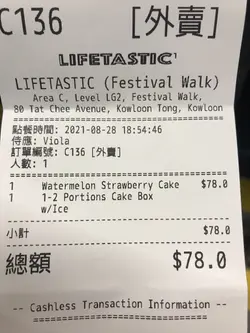 C136 [外賣]
LIFETASTIC
LIFETASTIC (Festival Walk)
Area C, Level LG2, Festival Walk,
80 Tat Chee Avenue, Kowloon Tong, Kowloon
點餐時間: 2021-08-28 18:54:46
侍應: Viola
訂單編號: C136 [外賣]
人數: 1
1 Watermelon Strawberry Cake $78.0
1 1-2 Portions Cake Box
w/Ice
小計 $78.0
總額 $78.0
-- Cashless Transaction Information --